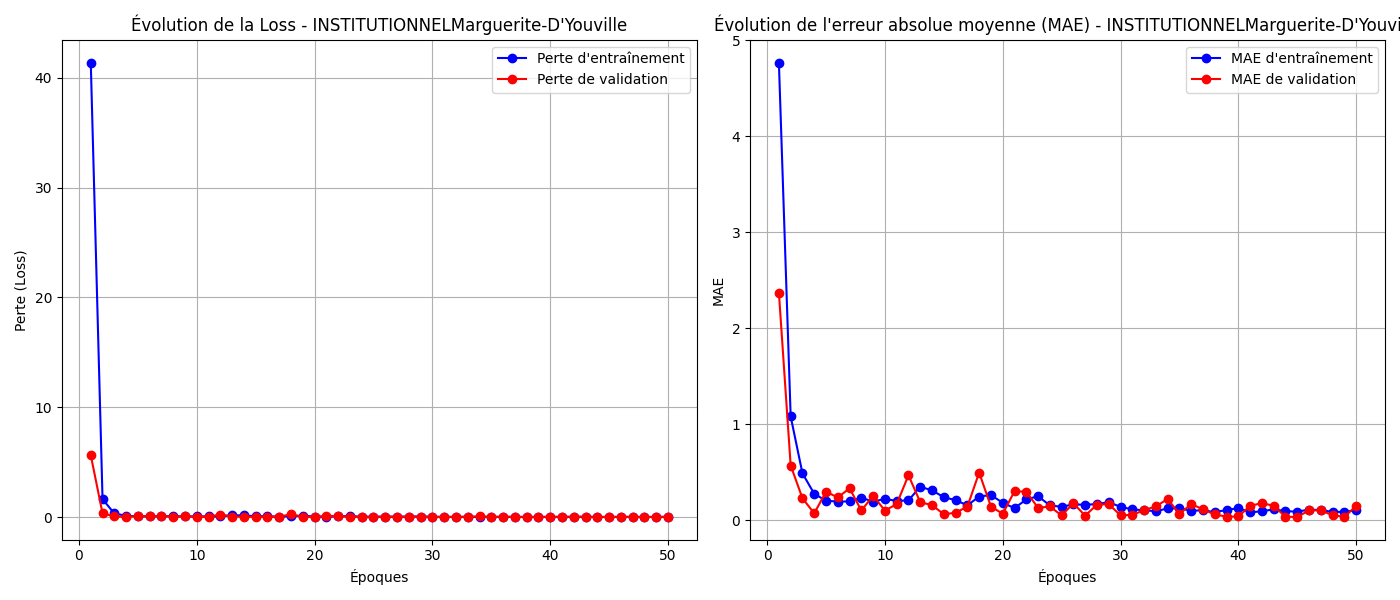 Évolution de la Loss - INSTITUTIONNELMarguerite-D'Youville
Perte d'entraînement
Perte de validation
40
30
20
10
0
Perte (Loss)
0 10 20 30 40 50
Époques
Évolution de l'erreur absolue moyenne (MAE) - INSTITUTIONNELMarguerite-D'Youvi
MAE d'entraînement
MAE de validation
5
4
3
2
1
0
MAE
0 10 20 30 40 50
Époques